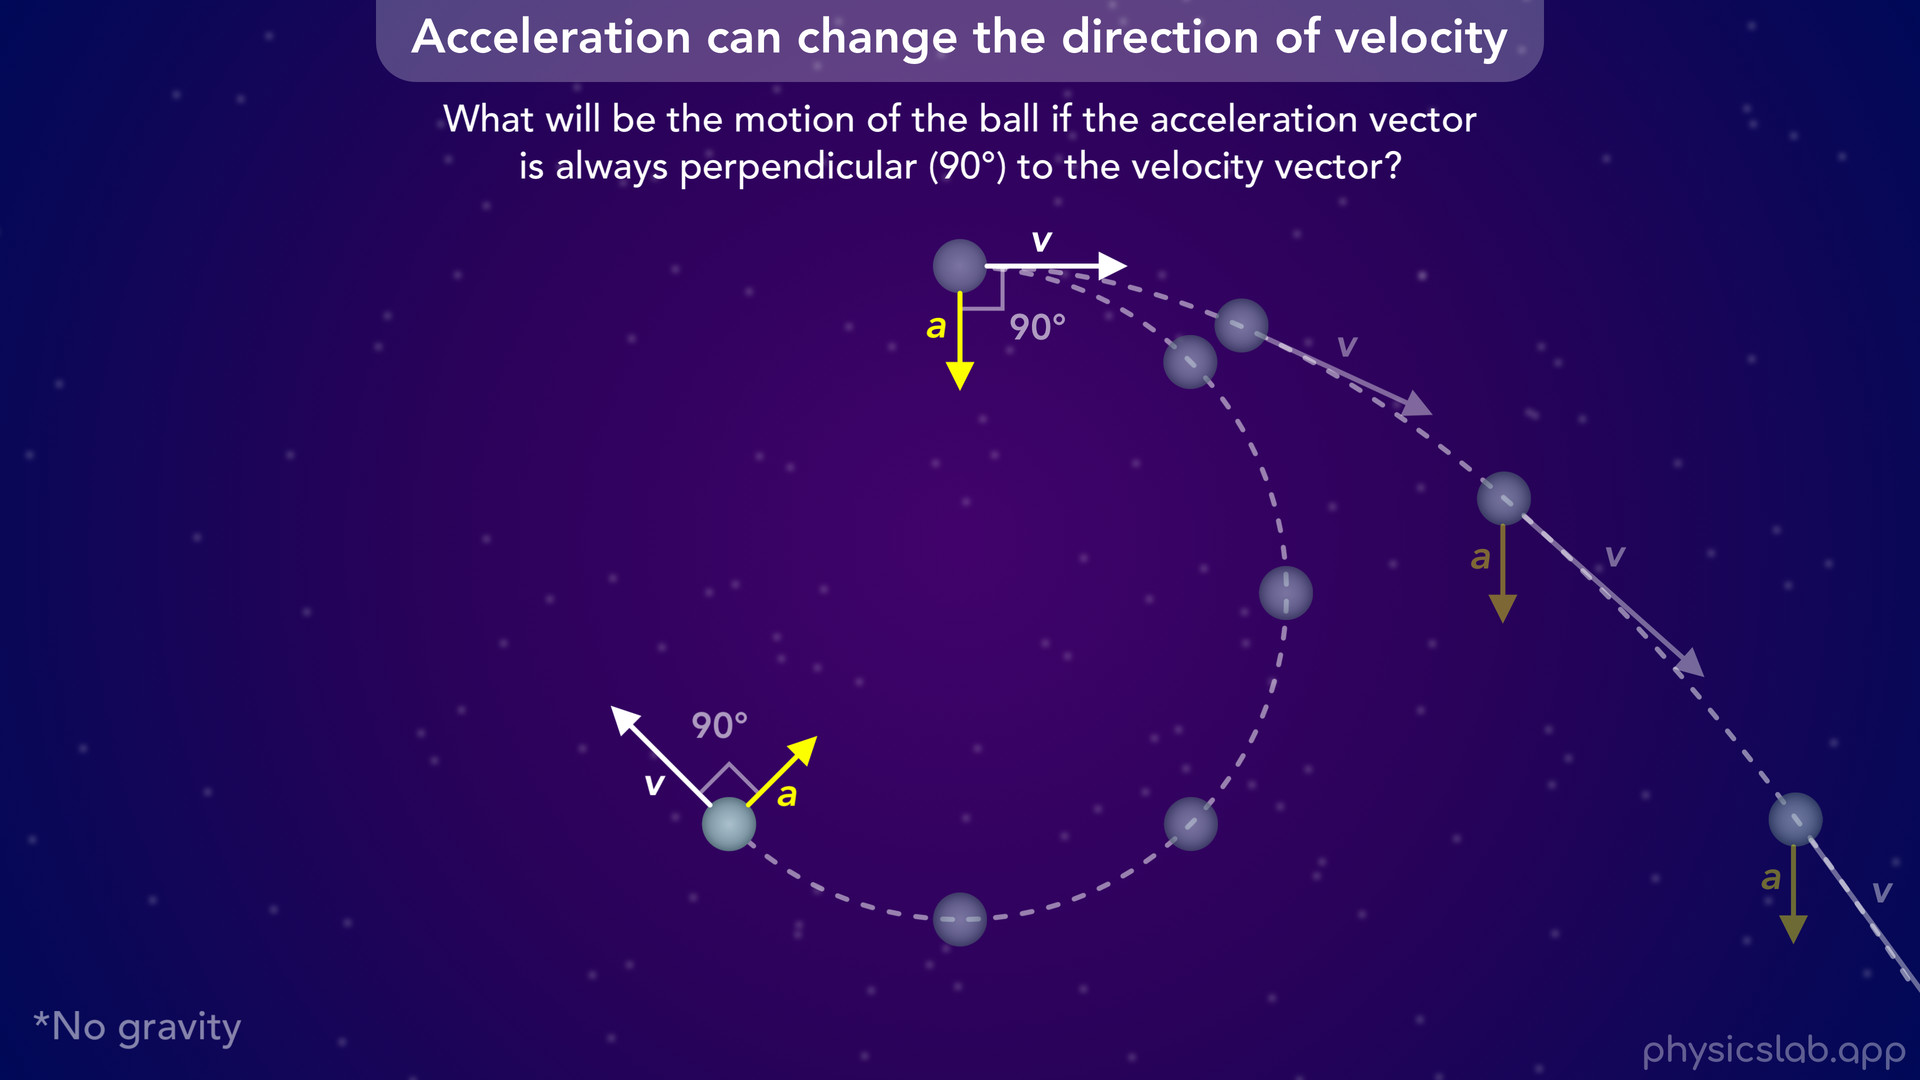 Acceleration can change the direction of velocity
What will be the motion of the ball if the acceleration vector
is always perpendicular (90°) to the velocity vector?
v
a
90°
v
a
v
90°
v
a
a
v
*No gravity
physicslab.app